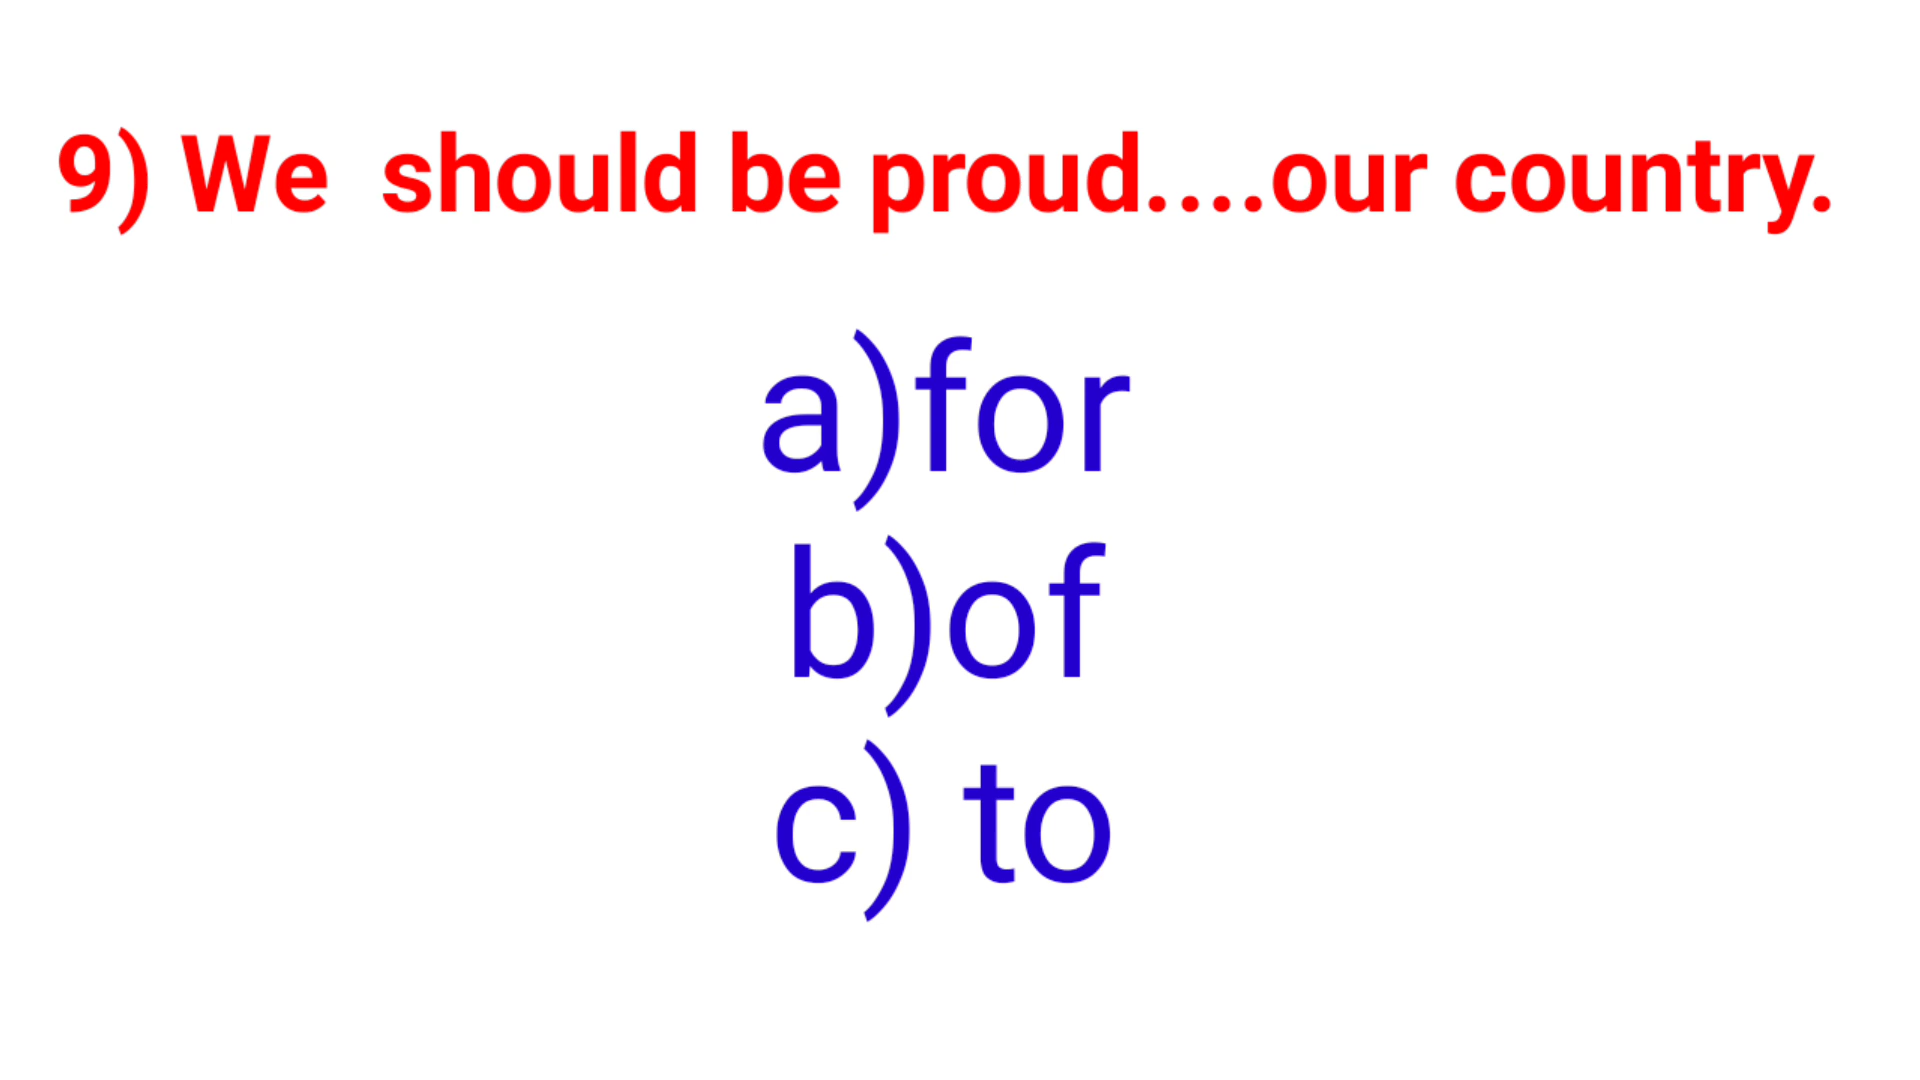 9) We  should be proud....our country.
a)for
b)of
c) to